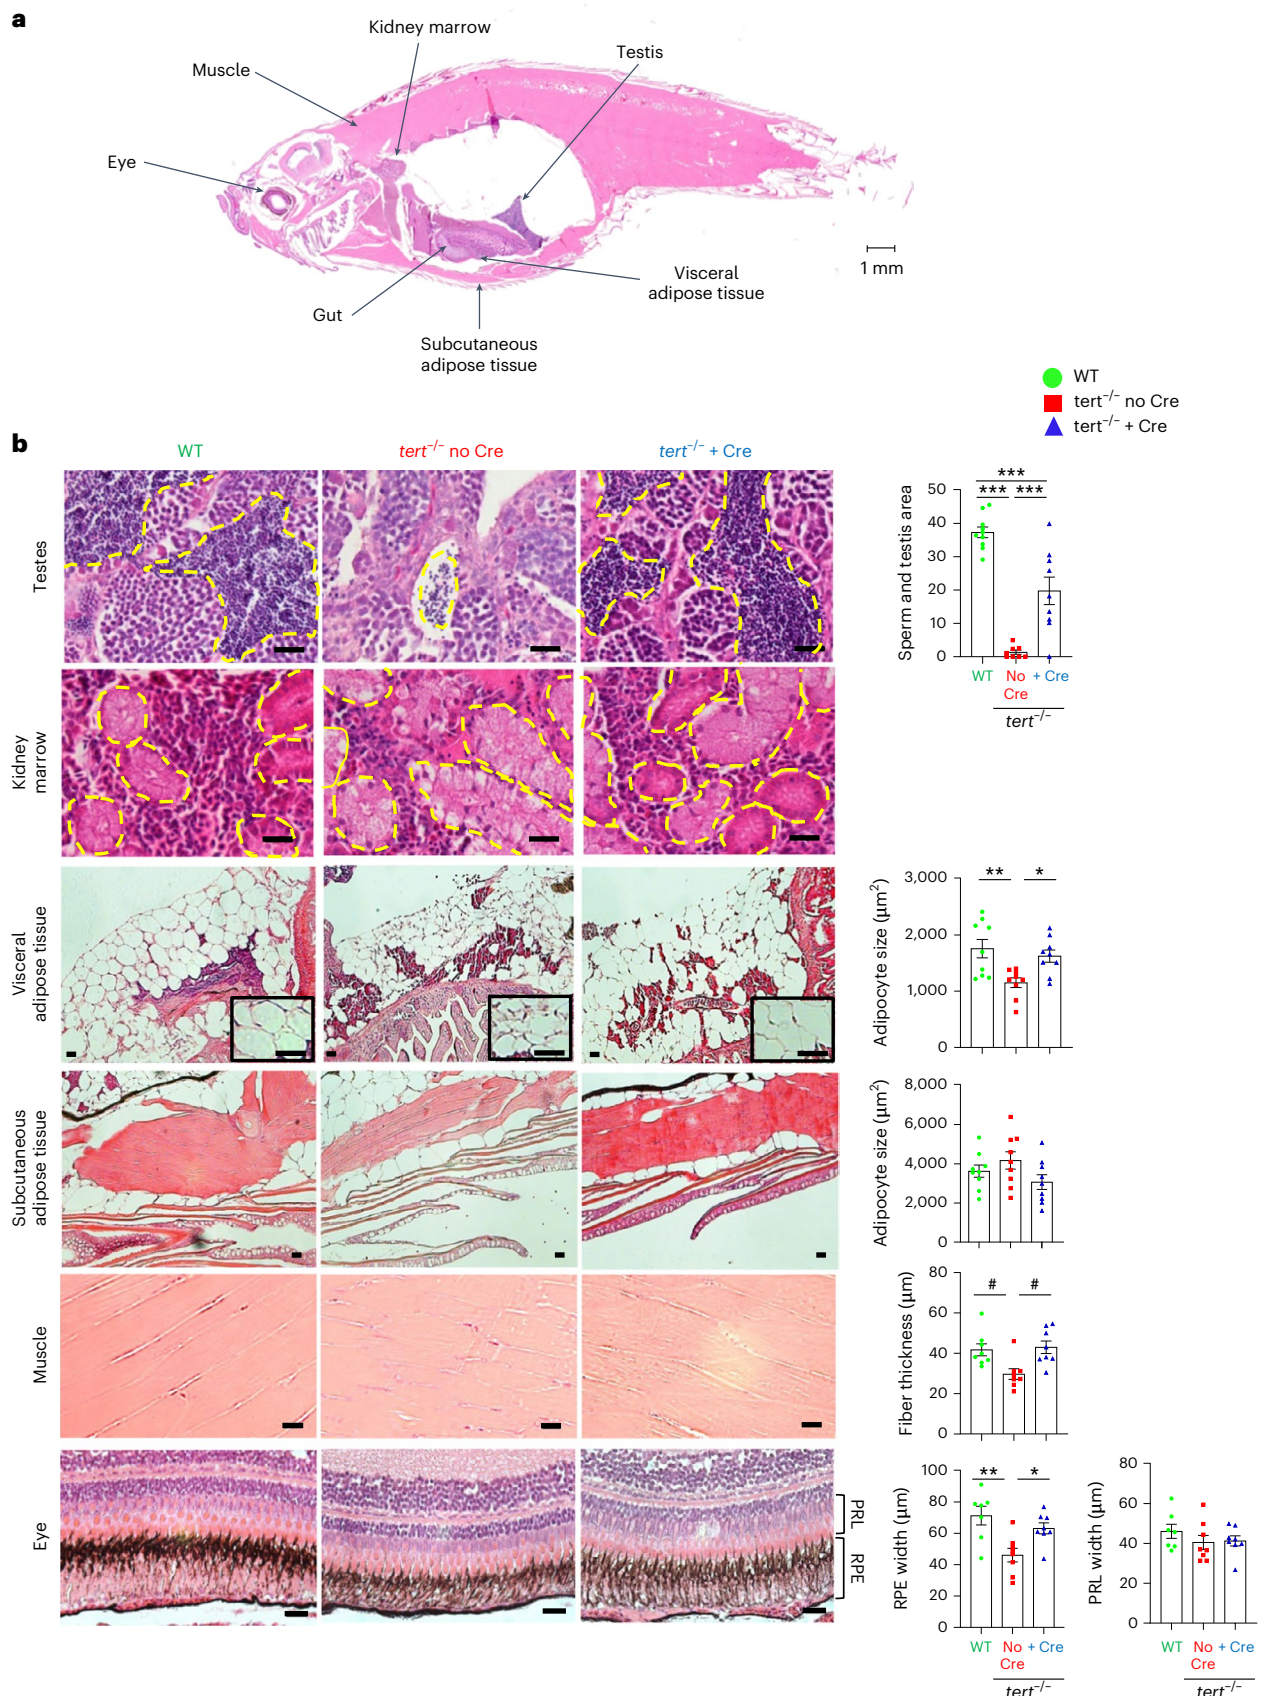 a
Kidney marrow
Testis
Muscle
Eye
1 mm
Visceral
adipose tissue
Gut
Subcutaneous
adipose tissue
WT
tert−/− no Cre
tert−/− + Cre
b
WT
tert−/− no Cre
tert−/− + Cre
Testes
Kidney
marrow
Visceral
adipose tissue
Subcutaneous
adipose tissue
Muscle
Eye
PRL
RPE
Sperm and testis area
50
40
30
20
10
0
***
*** ***
WT No + Cre
Cre
tert−/−
Adipocyte size (μm²)
3,000
2,000
1,000
0
** *
Adipocyte size (μm²)
8,000
6,000
4,000
2,000
0
Fiber thickness (μm)
80
60
40
20
0
# #
RPE width (μm)
100
80
60
40
20
0
** *
WT No + Cre
Cre
tert−/−
PRL width (μm)
80
60
40
20
0
WT No + Cre
Cre
tert−/−